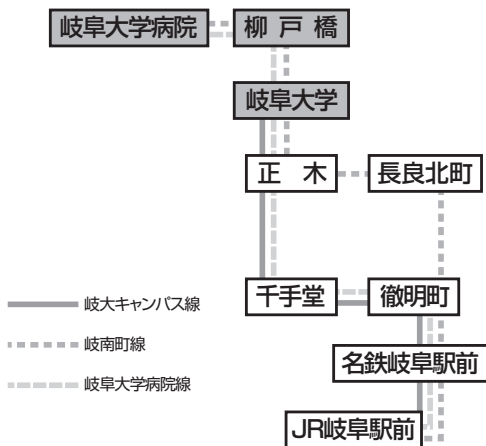 岐阜大学病院
柳戸橋
岐阜大学
正木
長良北町
千手堂
徹明町
名鉄岐阜駅前
JR岐阜駅前
岐大キャンパス線
岐南町線
岐阜大学病院線